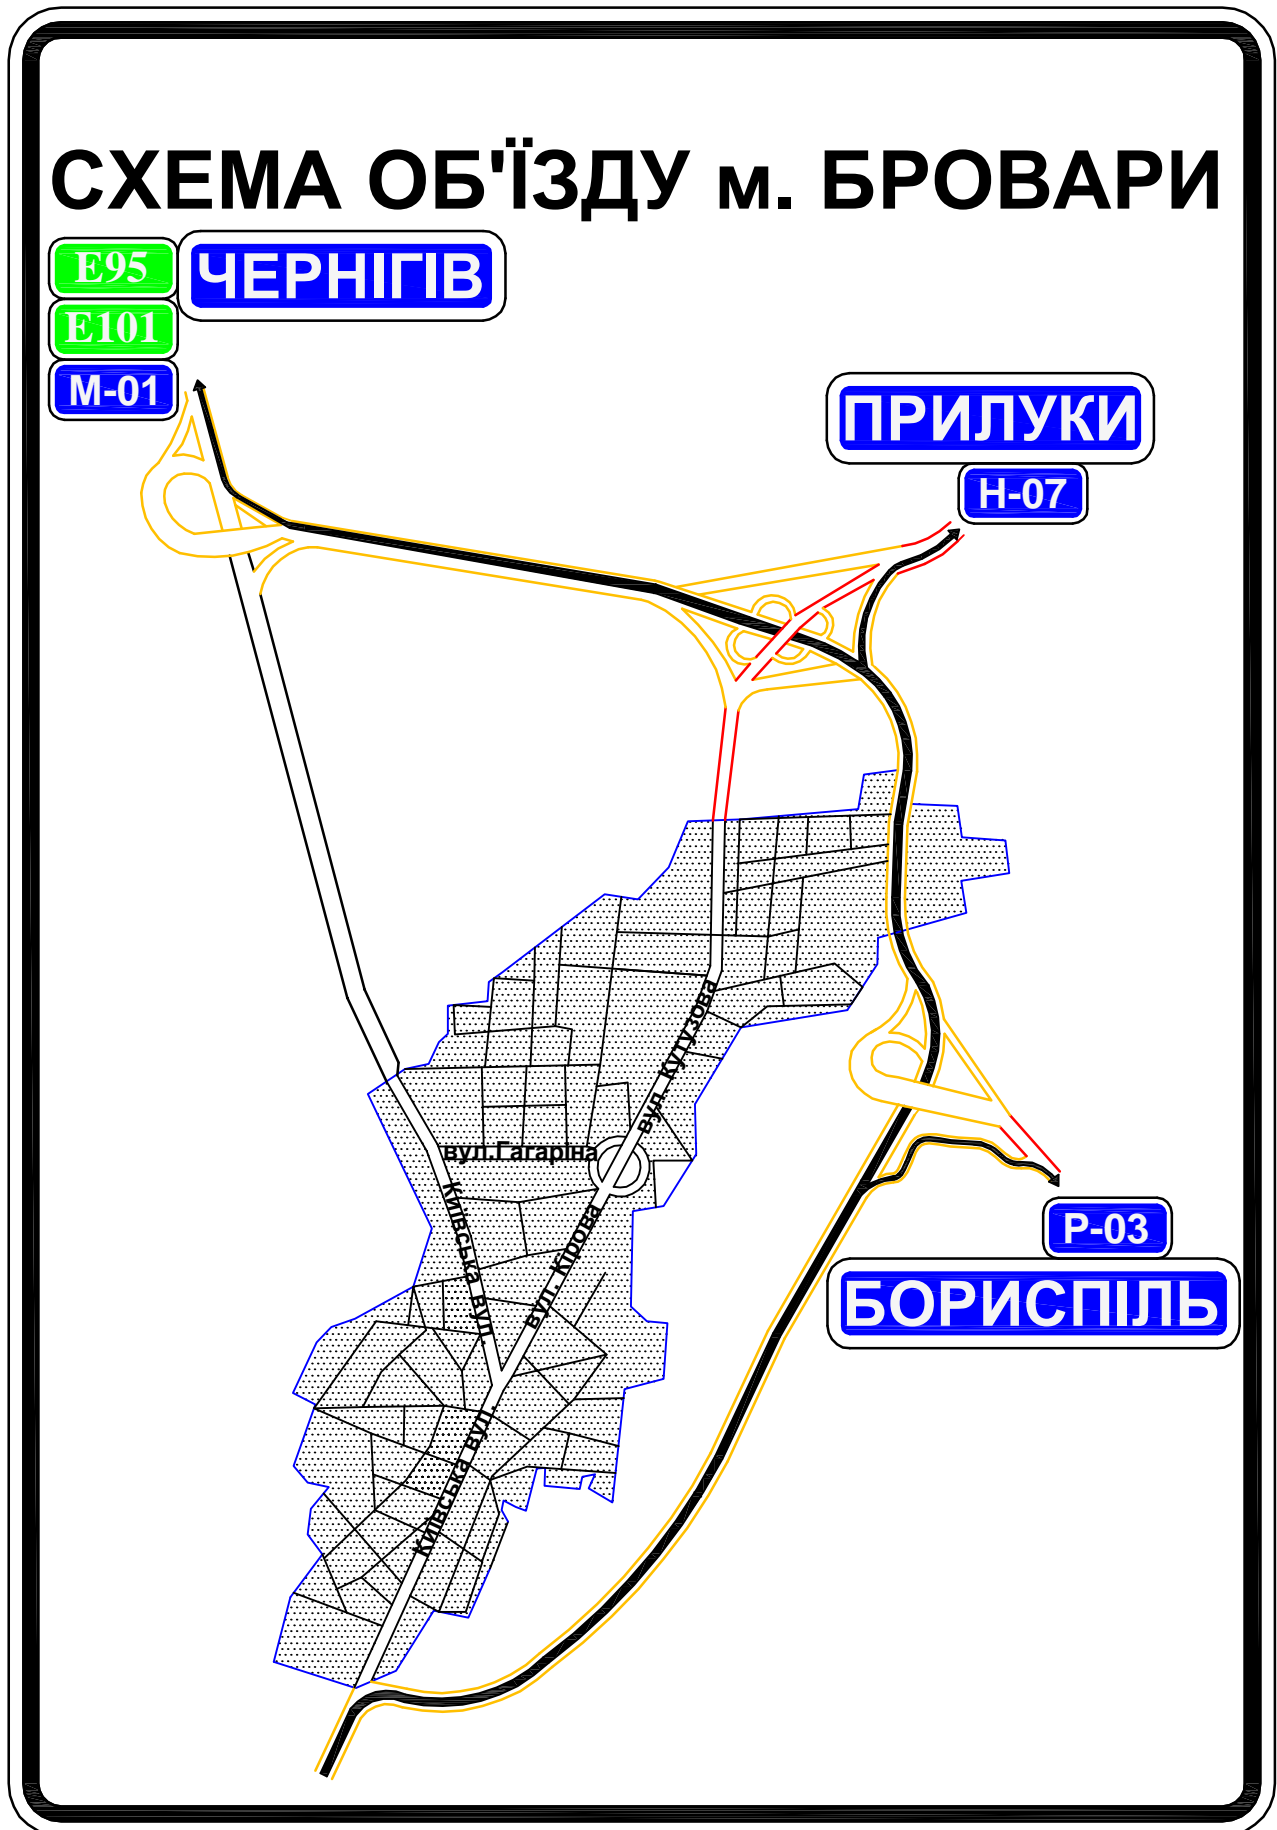 СХЕМА ОБ'ЇЗДУ м. БРОВАРИ
E95
ЧЕРНІГІВ
E101
М-01
ПРИЛУКИ
Н-07
вул. Кутузова
вул.Гагаріна
Київська вул.
вул. Кірова
Р-03
БОРИСПІЛЬ
Київська вул.